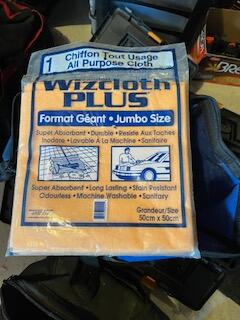 1 Chiffon Tout Usage
All Purpose Cloth
Wizcloth
PLUS
Format Géant • Jumbo Size
Super Absorbant • Durable • Resiste Aux Taches
Inodore • Lavable À La Machine • Sanitaire
Super Absorbent • Long Lasting • Stain Resistant
Odourless • Machine Washable • Sanitary
Grandeur/Size
50cm x 50cm